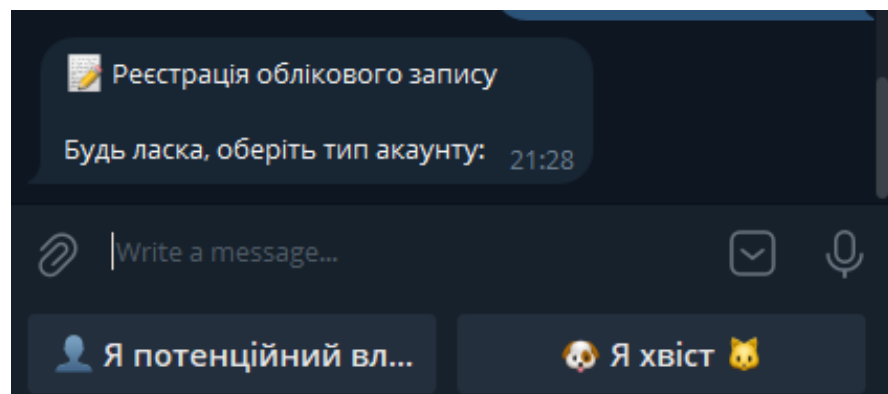 📝 Реєстрація облікового запису
Будь ласка, оберіть тип акаунту:
21:28
Write a message...
👤 Я потенційний вл...
🐶 Я хвіст 🐱